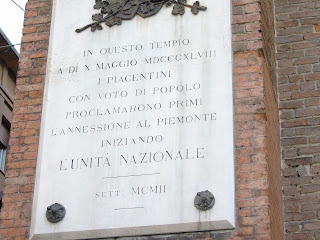 IN QUESTO TEMPIO
A DI X MAGGIO MDCCCXLVIII
I PIACENTINI
CON VOTO DI POPOLO
PROCLAMARONO PRIMI
L'ANNESSIONE AL PIEMONTE
INIZIANDO
L'UNITÀ NAZIONALE
SETT. MCMII